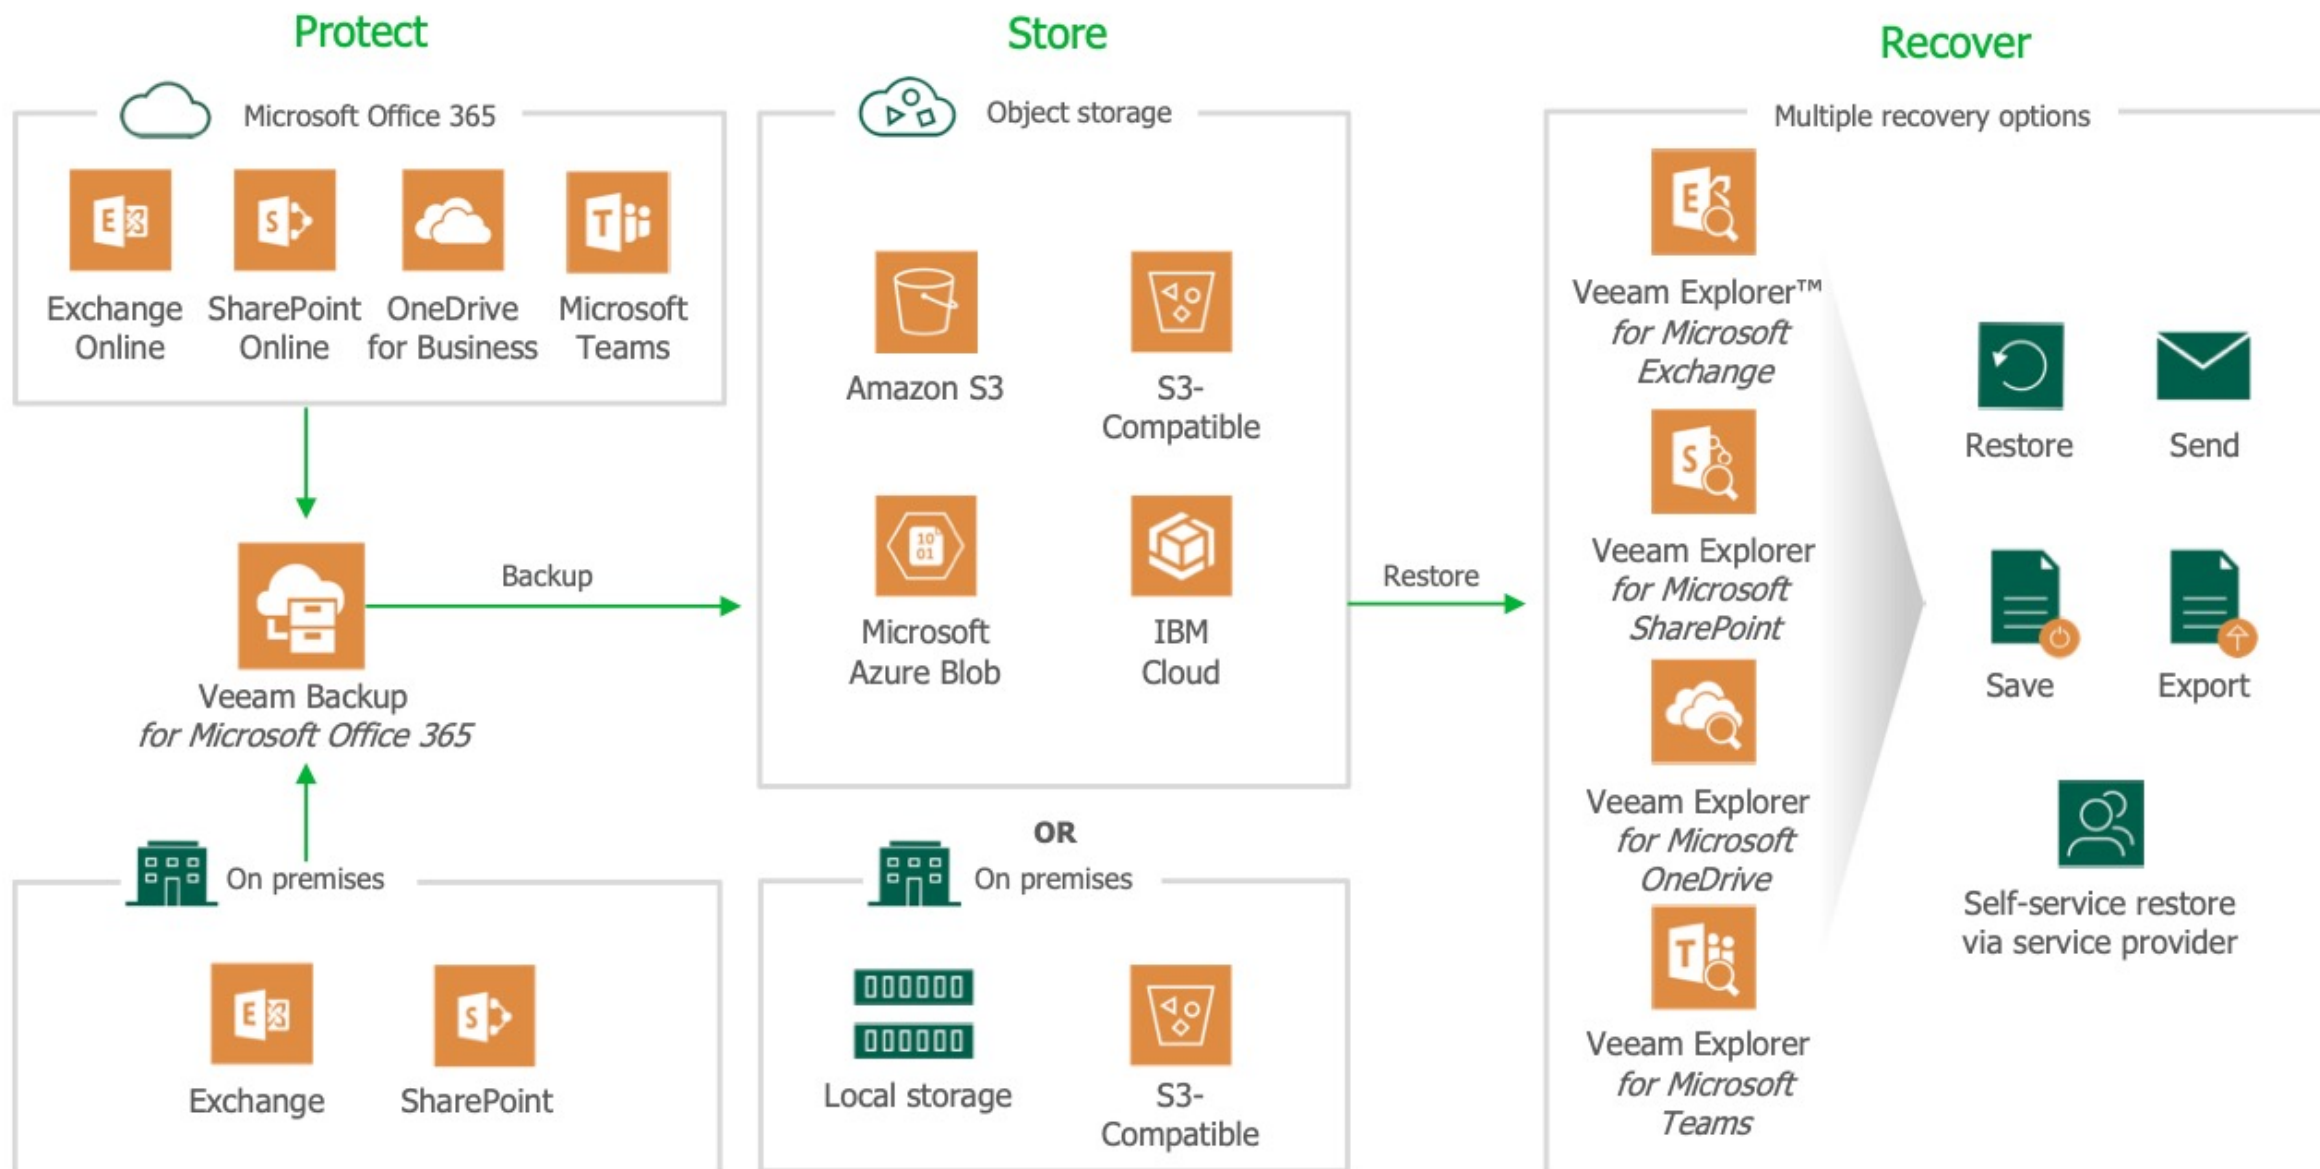 Protect
Microsoft Office 365
Exchange
Online
SharePoint
Online
OneDrive
for Business
Microsoft
Teams
Veeam Backup
for Microsoft Office 365
On premises
Exchange
SharePoint
Backup
Store
Object storage
Amazon S3
S3-
Compatible
10
01
Microsoft
Azure Blob
IBM
Cloud
OR
On premises
Local storage
S3-
Compatible
Restore
Recover
Multiple recovery options
Veeam Explorer™
for Microsoft
Exchange
Veeam Explorer
for Microsoft
SharePoint
Veeam Explorer
for Microsoft
OneDrive
Veeam Explorer
for Microsoft
Teams
Restore
Send
Save
Export
Self-service restore
via service provider